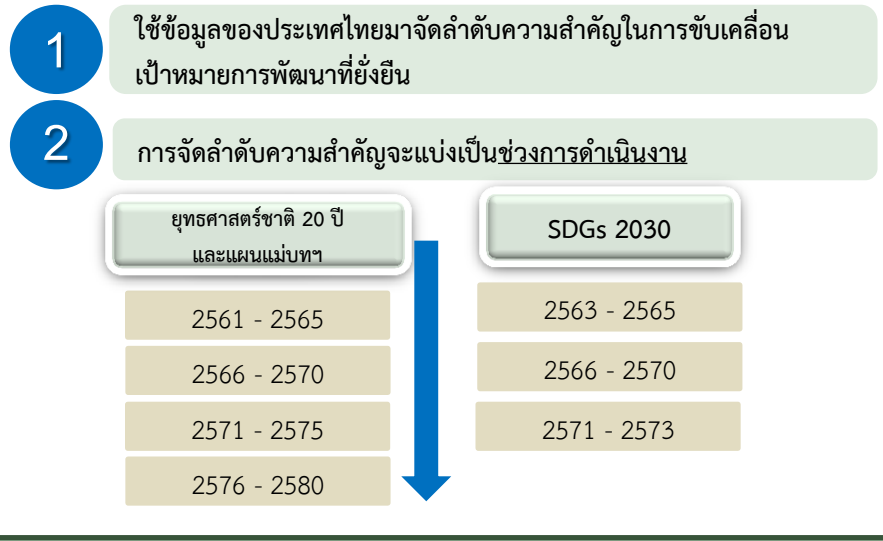 1
ใช้ข้อมูลของประเทศไทยมาจัดลำดับความสำคัญในการขับเคลื่อน
เป้าหมายการพัฒนาที่ยั่งยืน
2
การจัดลำดับความสำคัญจะแบ่งเป็นช่วงการดำเนินงาน
ยุทธศาสตร์ชาติ 20 ปี
และแผนแม่บทฯ
2561 - 2565
2566 - 2570
2571 - 2575
2576 - 2580
SDGs 2030
2563 - 2565
2566 - 2570
2571 - 2573